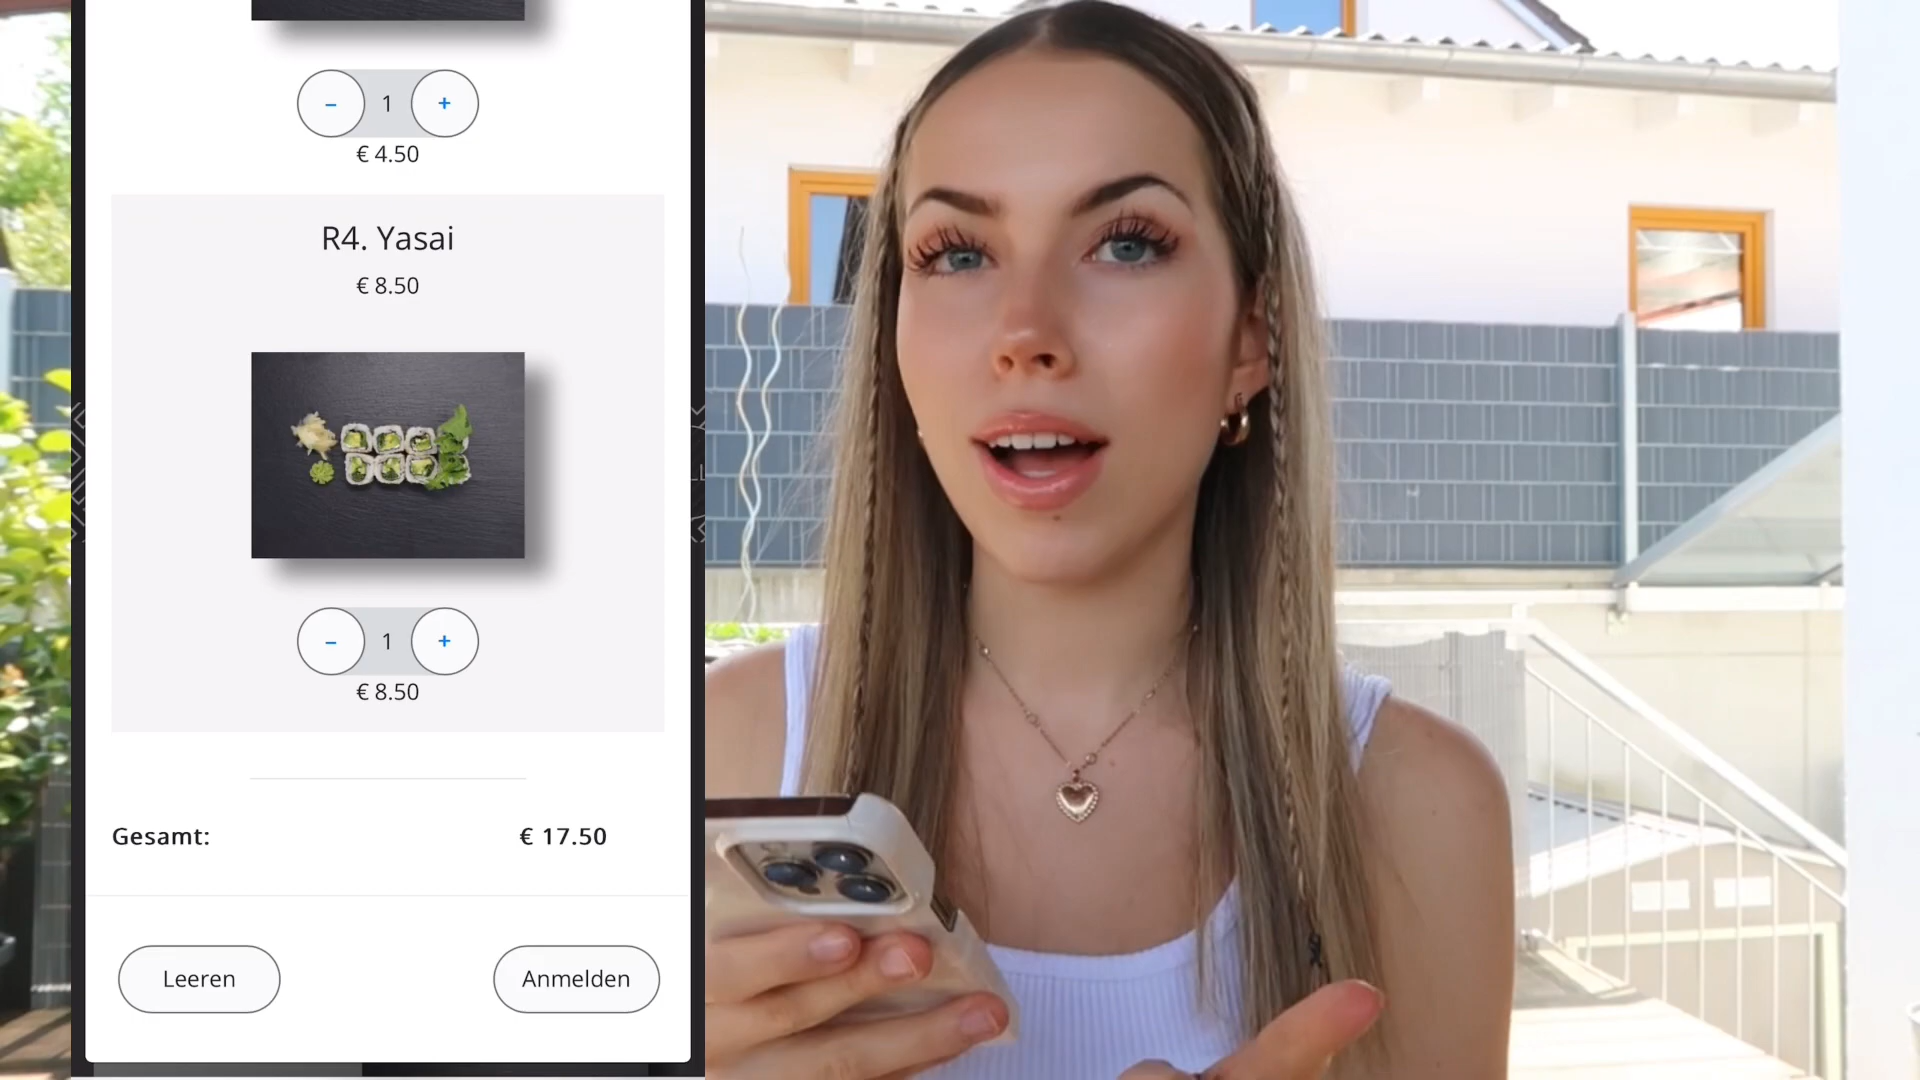 – 1 +
€ 4.50
R4. Yasai
€ 8.50
– 1 +
€ 8.50
Gesamt: € 17.50
Leeren Anmelden